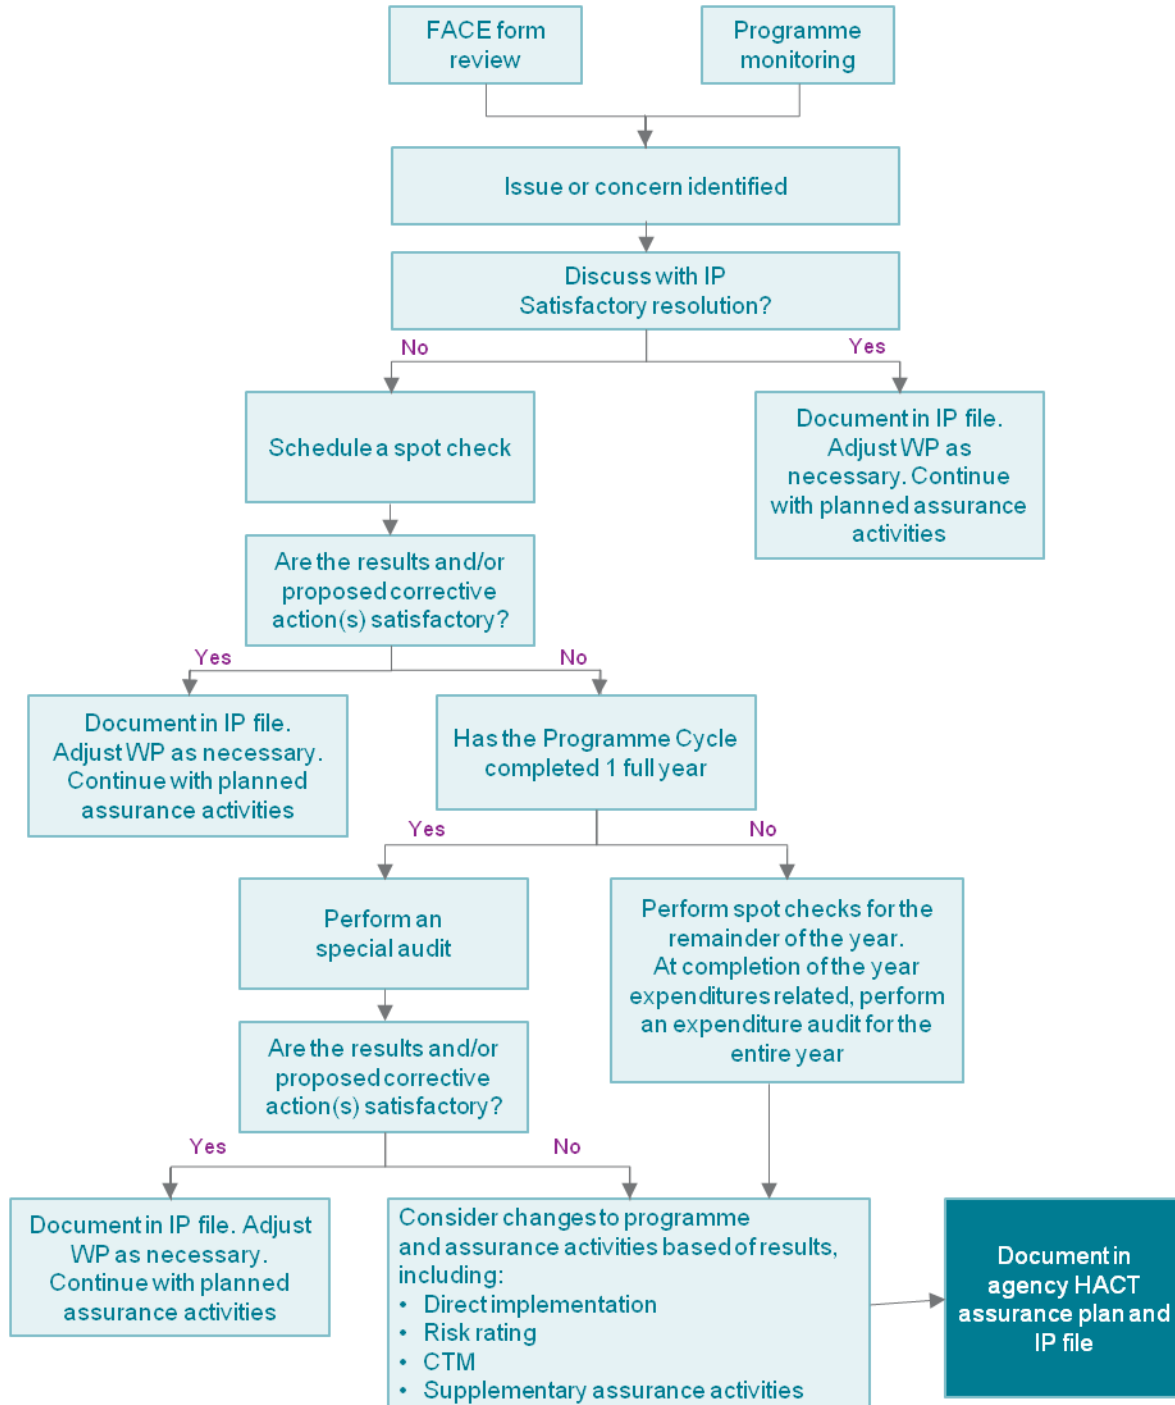 FACE form
review
Programme
monitoring
Issue or concern identified
Discuss with IP
Satisfactory resolution?
No
Yes
Schedule a spot check
Document in IP file.
Adjust WP as
necessary. Continue
with planned assurance
activities
Are the results and/or
proposed corrective
action(s) satisfactory?
Yes
No
Document in IP file.
Adjust WP as necessary.
Continue with planned
assurance activities
Has the Programme Cycle
completed 1 full year
Yes
No
Perform an
special audit
Perform spot checks for the
remainder of the year.
At completion of the year
expenditures related, perform
an expenditure audit for the
entire year
Are the results and/or
proposed corrective
action(s) satisfactory?
Yes
No
Document in IP file. Adjust
WP as necessary.
Continue with planned
assurance activities
Consider changes to programme
and assurance activities based of results,
including:
• Direct implementation
• Risk rating
• CTM
• Supplementary assurance activities
Document in
agency HACT
assurance plan and
IP file